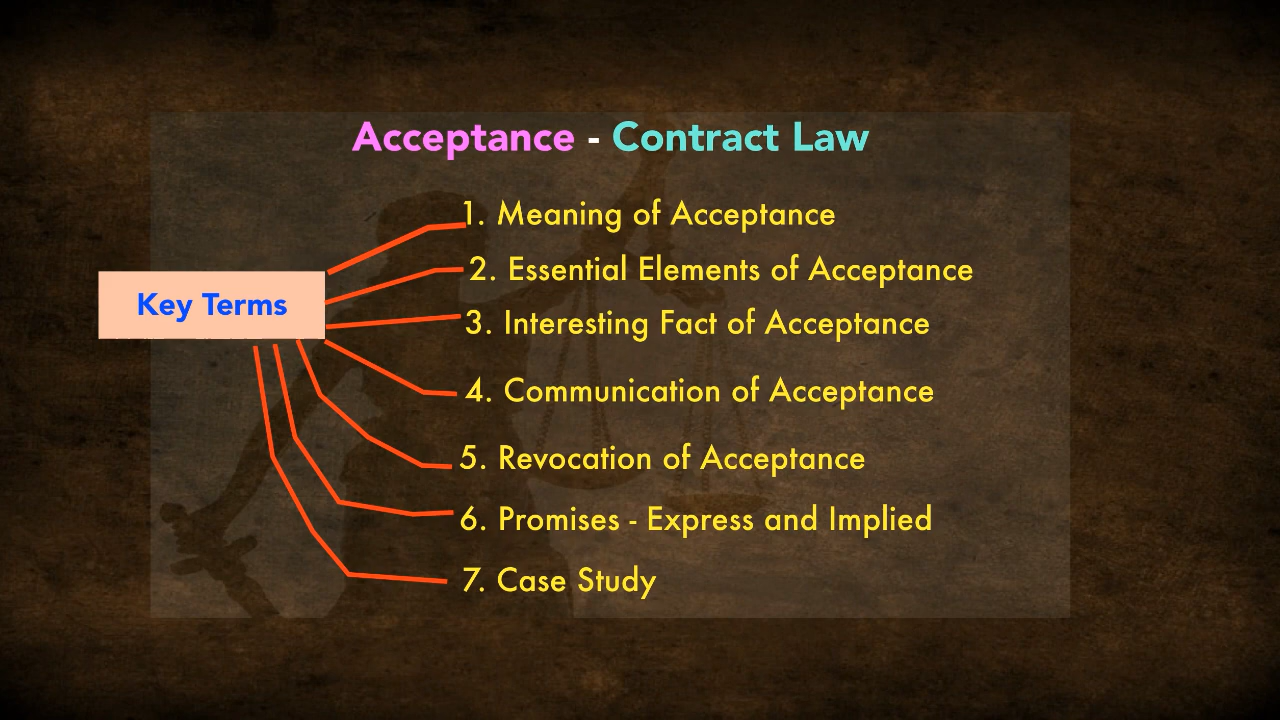 Acceptance - Contract Law
Key Terms
1. Meaning of Acceptance
2. Essential Elements of Acceptance
3. Interesting Fact of Acceptance
4. Communication of Acceptance
5. Revocation of Acceptance
6. Promises - Express and Implied
7. Case Study